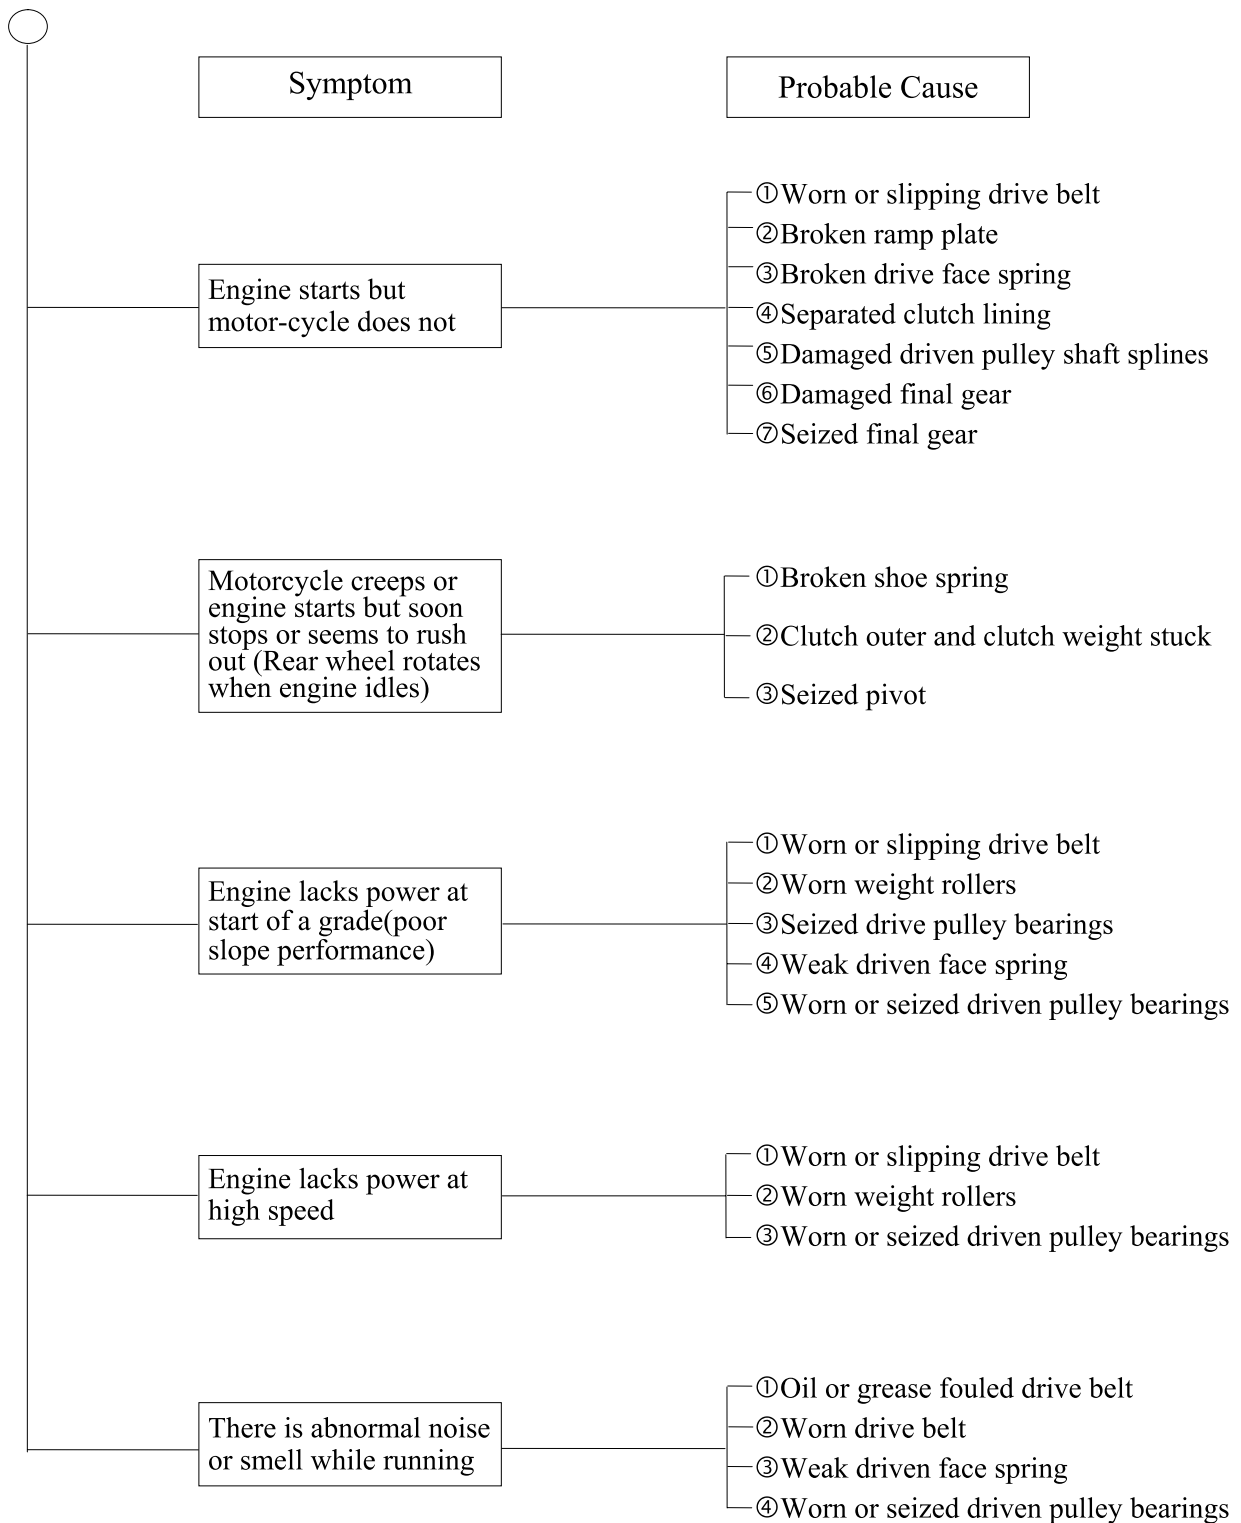 Symptom
Probable Cause
Engine starts but
motor-cycle does not
①Worn or slipping drive belt
②Broken ramp plate
③Broken drive face spring
④Separated clutch lining
⑤Damaged driven pulley shaft splines
⑥Damaged final gear
⑦Seized final gear
Motorcycle creeps or
engine starts but soon
stops or seems to rush
out (Rear wheel rotates
when engine idles)
①Broken shoe spring
②Clutch outer and clutch weight stuck
③Seized pivot
Engine lacks power at
start of a grade(poor
slope performance)
①Worn or slipping drive belt
②Worn weight rollers
③Seized drive pulley bearings
④Weak driven face spring
⑤Worn or seized driven pulley bearings
Engine lacks power at
high speed
①Worn or slipping drive belt
②Worn weight rollers
③Worn or seized driven pulley bearings
There is abnormal noise
or smell while running
①Oil or grease fouled drive belt
②Worn drive belt
③Weak driven face spring
④Worn or seized driven pulley bearings